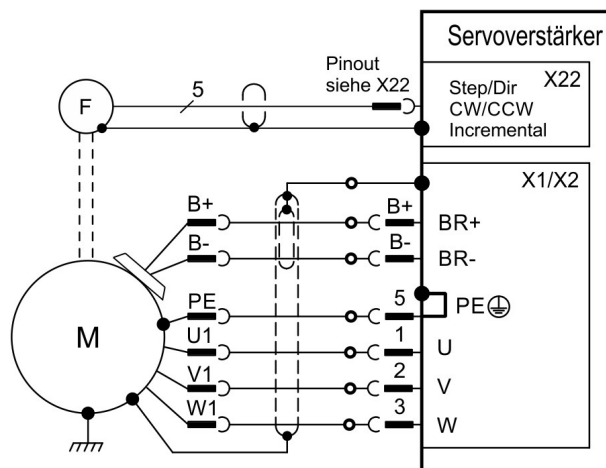 Servoverstärker
Pinout
siehe X22
X22
F
5
Step/Dir
CW/CCW
Incremental
X1/X2
B+
B+
BR+
B-
B-
BR-
PE
5
PE
M
U1
1
U
V1
2
V
W1
3
W